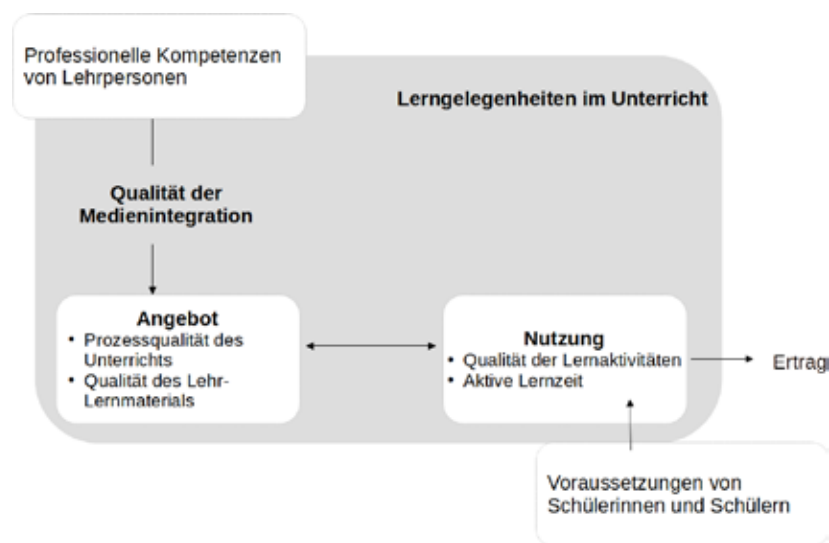 Professionelle Kompetenzen
von Lehrpersonen
Lerngelegenheiten im Unterricht
Qualität der
Medienintegration
Angebot
• Prozessqualität des
Unterrichts
• Qualität des Lehr-
Lernmaterials
Nutzung
• Qualität der Lernaktivitäten
• Aktive Lernzeit
Ertrag
Voraussetzungen von
Schülerinnen und Schülern